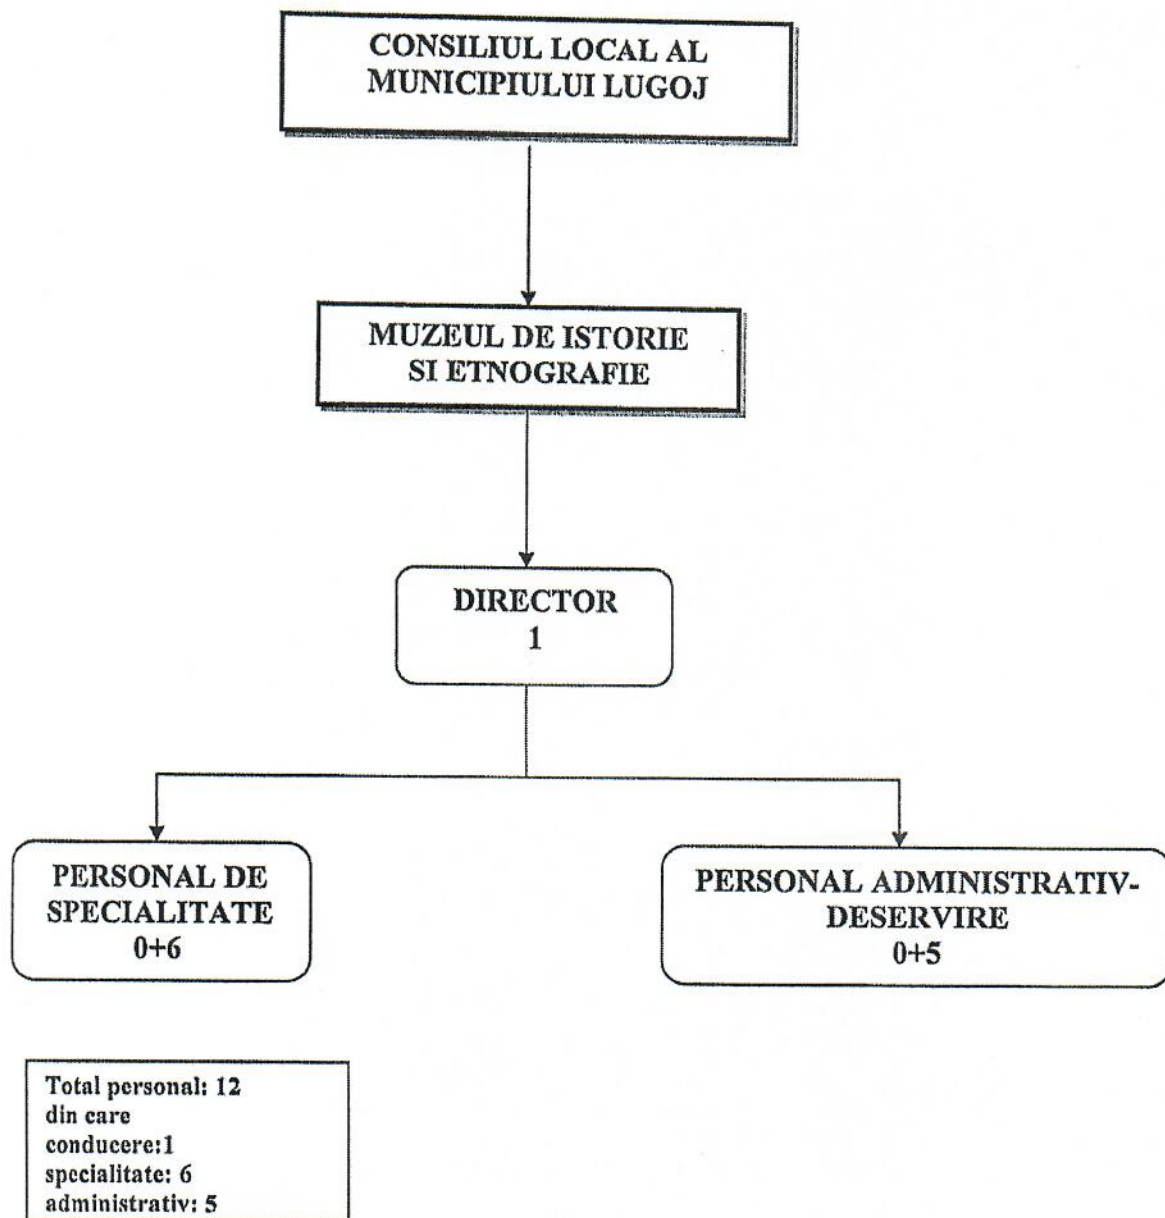 CONSILIUL LOCAL AL
MUNICIPIULUI LUGOJ
MUZEUL DE ISTORIE
SI ETNOGRAFIE
DIRECTOR
1
PERSONAL DE
SPECIALITATE
0+6
PERSONAL ADMINISTRATIV-
DESERVIRE
0+5
Total personal: 12
din care
conducere:1
specialitate: 6
administrativ: 5